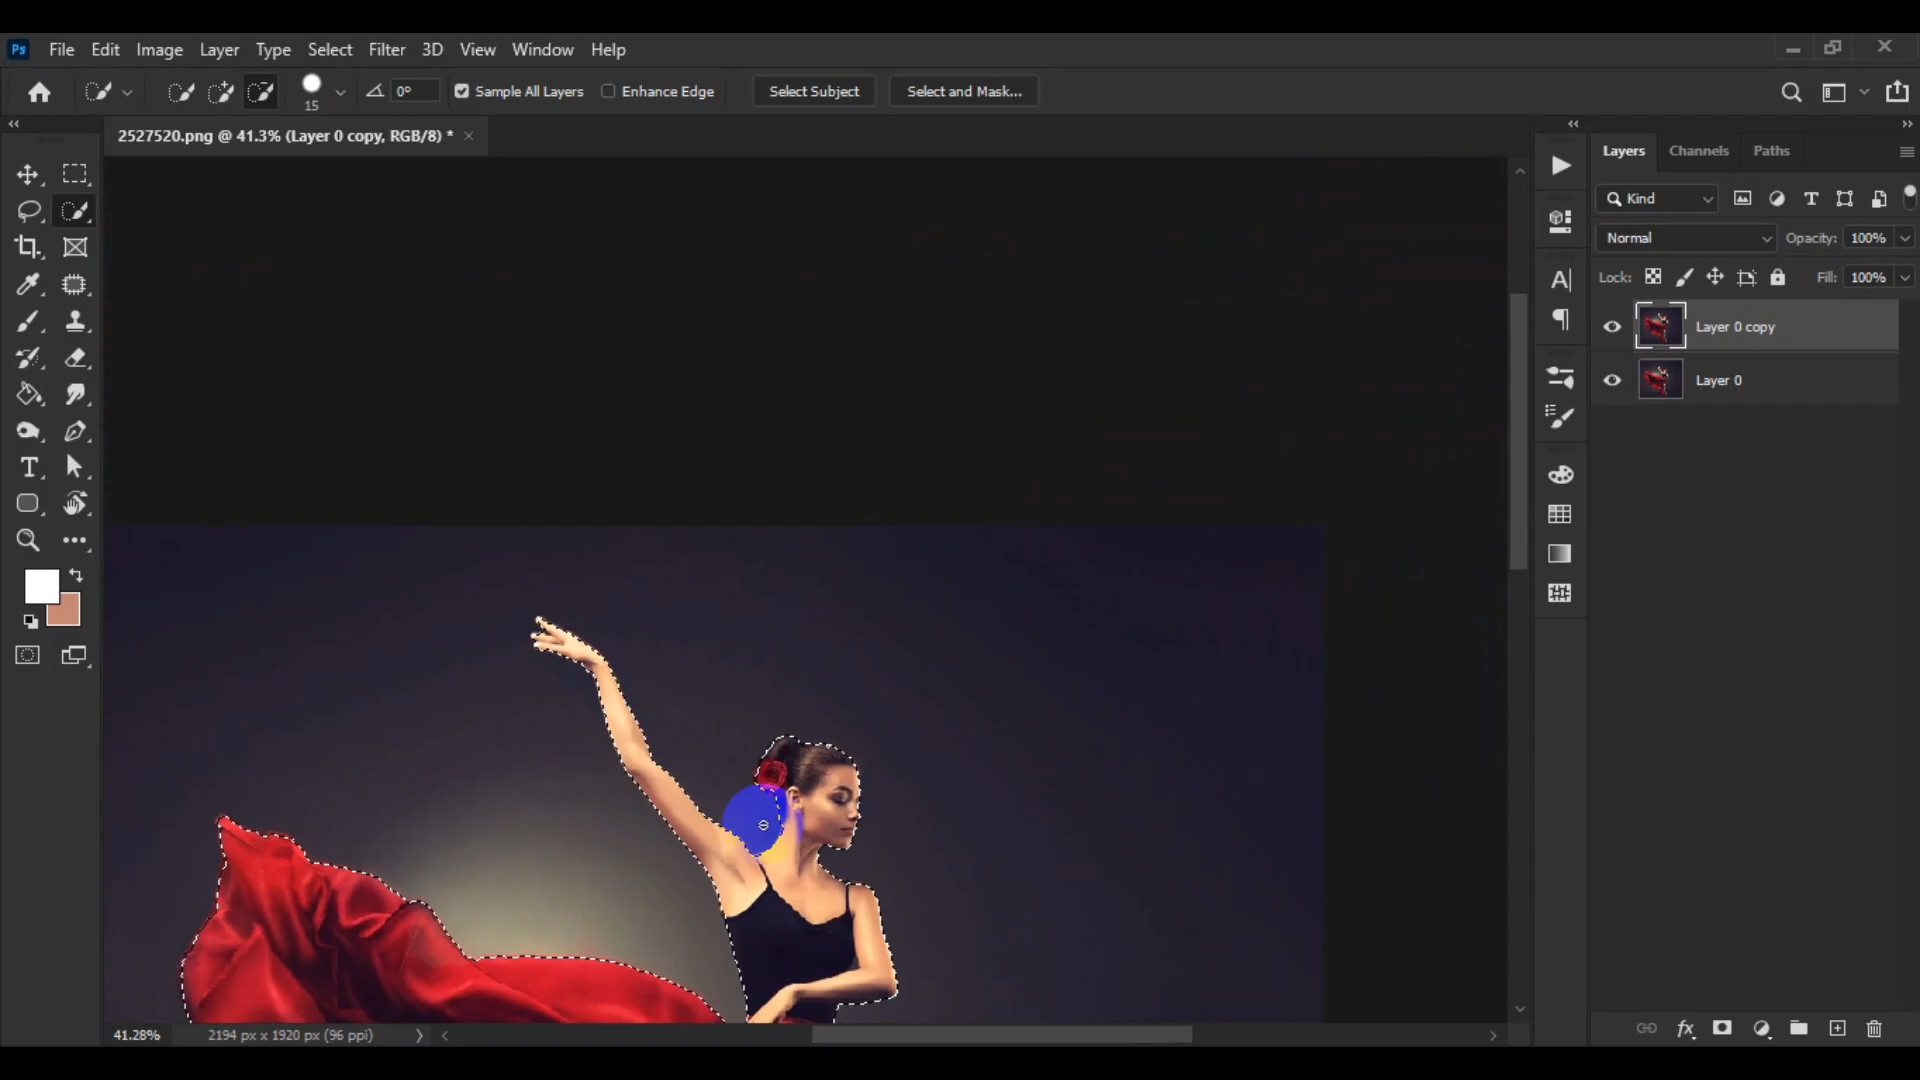 Ps File Edit Image Layer Type Select Filter 3D View Window Help
15 0° Sample All Layers Enhance Edge Select Subject Select and Mask...
2527520.png @ 41.3% (Layer 0 copy, RGB/8) *
Layers Channels Paths
Kind
Normal Opacity: 100%
Lock: Fill: 100%
Layer 0 copy
Layer 0
41.28% 2194 px x 1920 px (96 ppi)